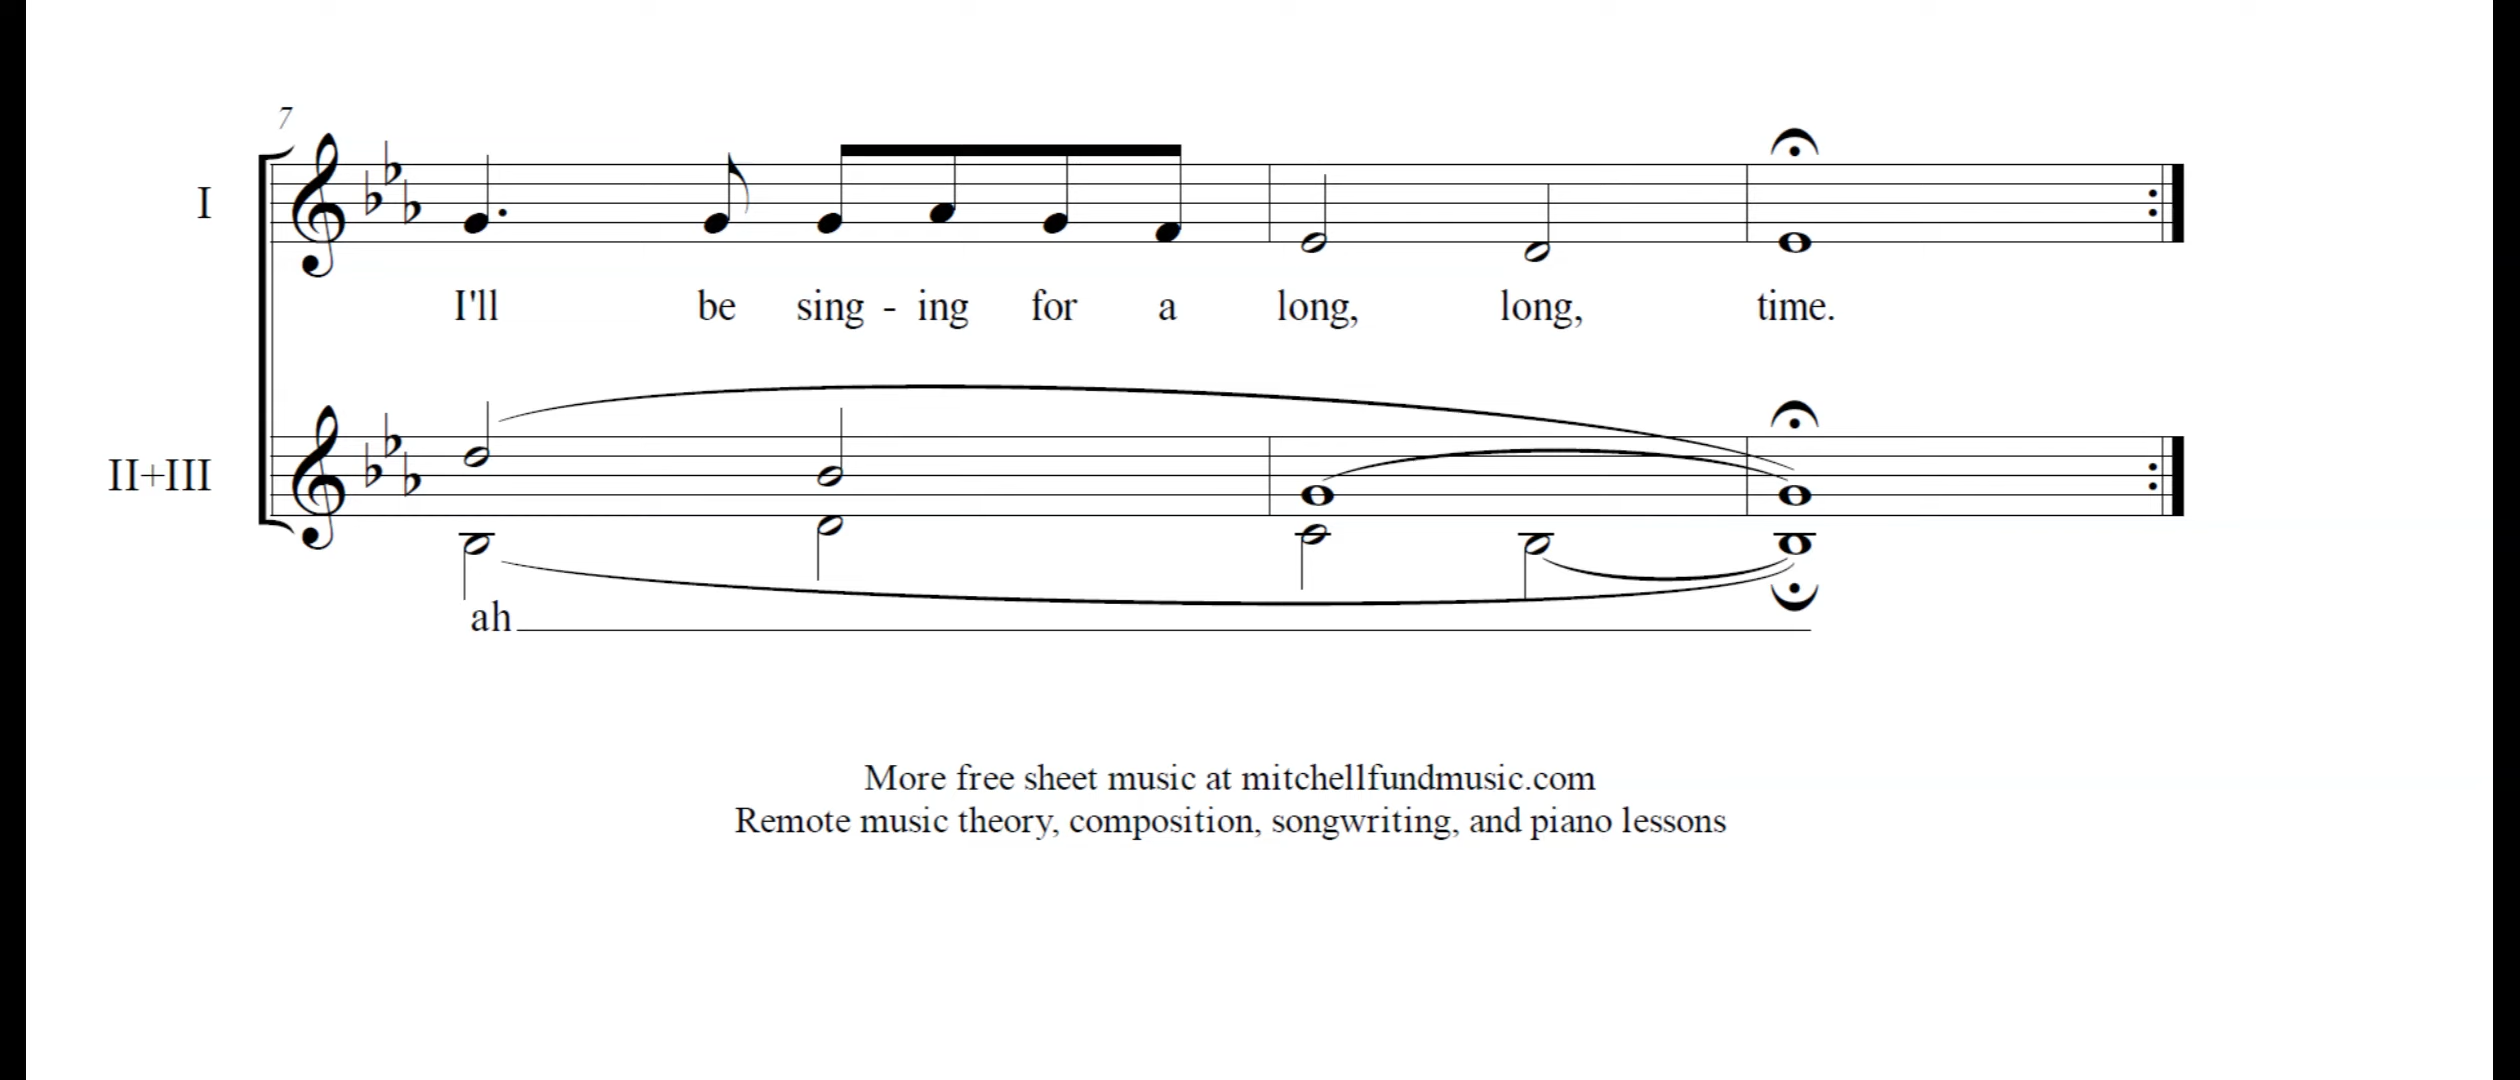 7
I
I'll be sing - ing for a long, long, time.
II+III
ah
More free sheet music at mitchellfundmusic.com
Remote music theory, composition, songwriting, and piano lessons